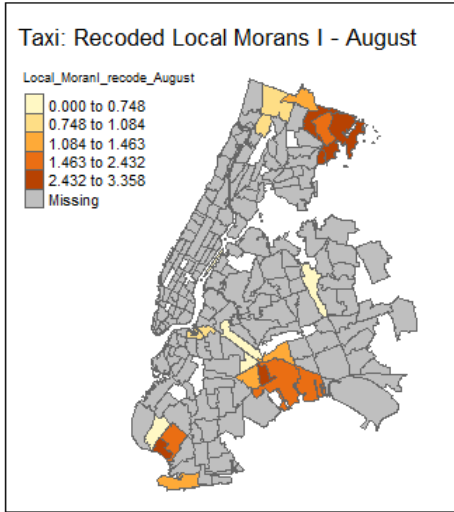 Taxi: Recoded Local Morans I - August
Local_MoranI_recode_August
0.000 to 0.748
0.748 to 1.084
1.084 to 1.463
1.463 to 2.432
2.432 to 3.358
Missing